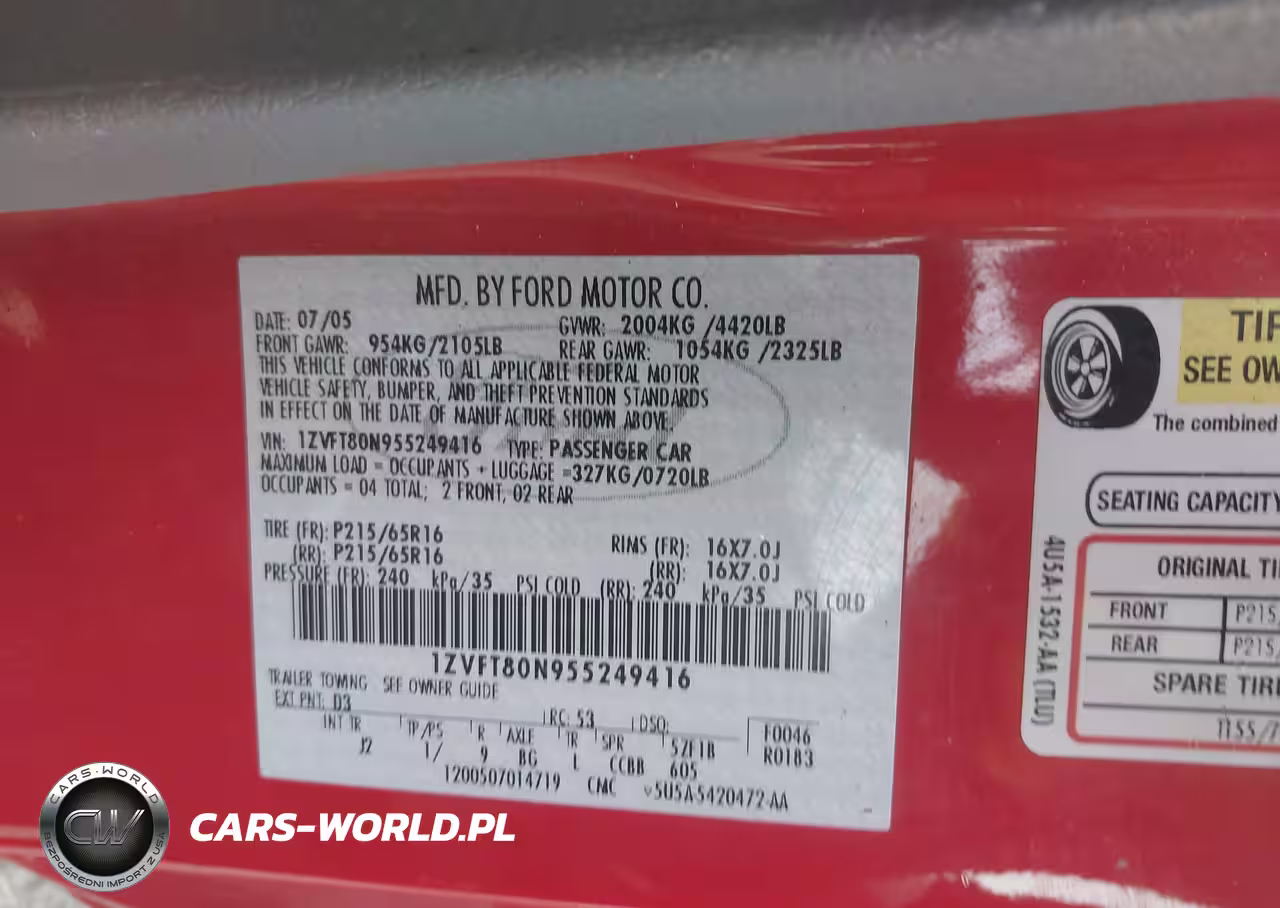 MFD. BY FORD MOTOR CO.
DATE: 07/05 GVWR: 2004KG /4420LB
FRONT GAWR: 954KG/2105LB REAR GAWR: 1054KG /2325LB
THIS VEHICLE CONFORMS TO ALL APPLICABLE FEDERAL MOTOR
VEHICLE SAFETY, BUMPER, AND THEFT PREVENTION STANDARDS
IN EFFECT ON THE DATE OF MANUFACTURE SHOWN ABOVE.
VIN: 1ZVFT80N955249416 TYPE: PASSENGER CAR
MAXIMUM LOAD = OCCUPANTS + LUGGAGE =327KG/0720LB
OCCUPANTS = 04 TOTAL; 2 FRONT, 02 REAR
TIRE (FR): P215/65R16 RIMS (FR): 16X7.0J
(RR): P215/65R16 (RR): 16X7.0J
PRESSURE (FR): 240 kPa/35 PSI COLD (RR): 240 kPa/35 PSI COLD
1ZVFT80N955249416
TRAILER TOWING SEE OWNER GUIDE
EXT PNT: D3 RC: 53 DSO:
INT TR TP/PS R AXLE TR SPR 5ZF1B F0046
J2 1/ 9 BG L CCBB 605 R0183
1200507014719 CMC 5U5A-5420472-AA
TIR
SEE OW
The combined
SEATING CAPACITY
ORIGINAL TI
FRONT P215
REAR P215/
SPARE TIRE
T155/7
4U5A-1532-AA (TLU)
CARS-WORLD
CW
BEZPOŚREDNI IMPORT Z USA
CARS-WORLD.PL